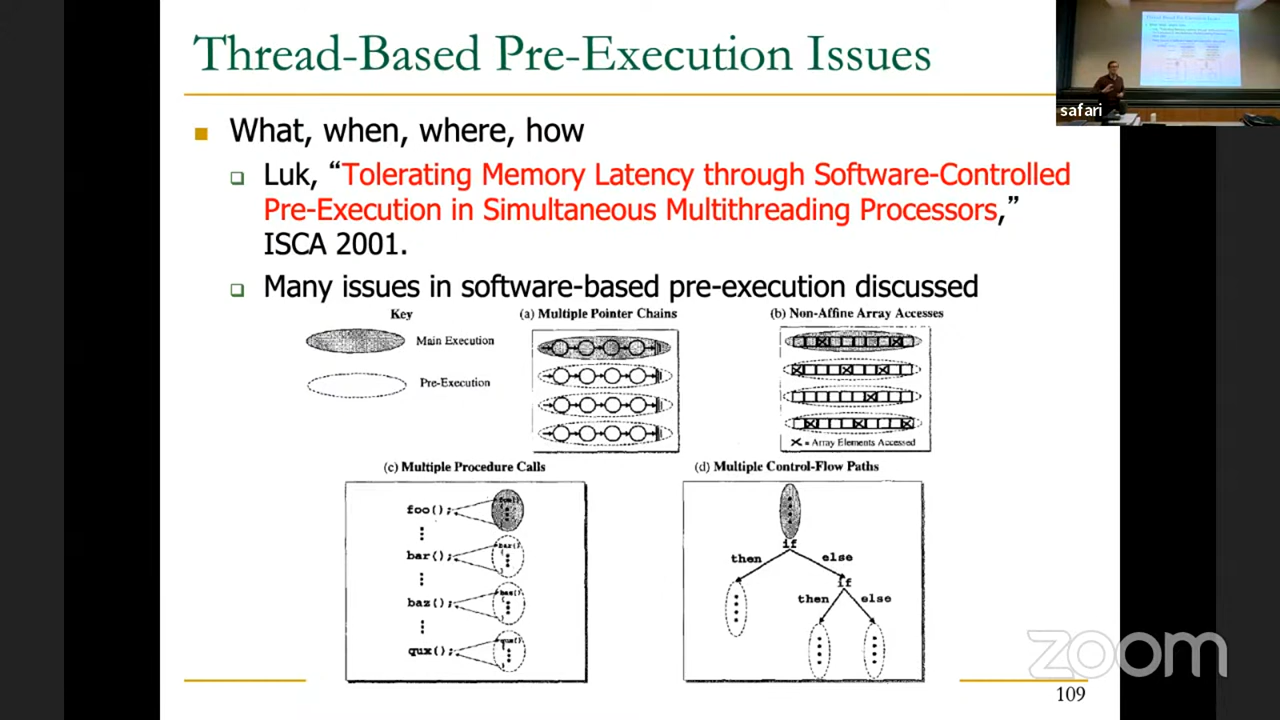 Thread-Based Pre-Execution Issues
safari
What, when, where, how
Luk, “Tolerating Memory Latency through Software-Controlled
Pre-Execution in Simultaneous Multithreading Processors,”
ISCA 2001.
Many issues in software-based pre-execution discussed
Key
Main Execution
Pre-Execution
(a) Multiple Pointer Chains
(b) Non-Affine Array Accesses
X = Array Elements Accessed
(c) Multiple Procedure Calls
foo();
bar();
baz();
qux();
(d) Multiple Control-Flow Paths
if
then else
if
then else
zoom
109